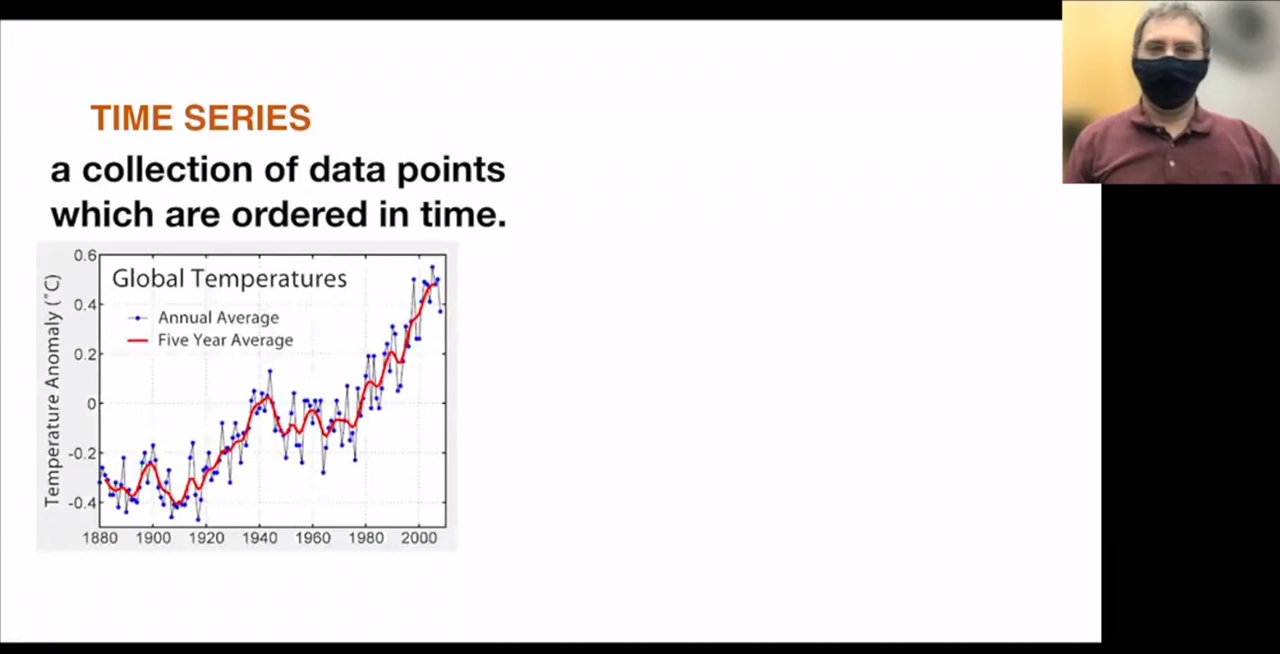 TIME SERIES
a collection of data points
which are ordered in time.
Global Temperatures
Annual Average
Five Year Average
Temperature Anomaly (˚C)
0.6
0.4
0.2
0
-0.2
-0.4
1880 1900 1920 1940 1960 1980 2000